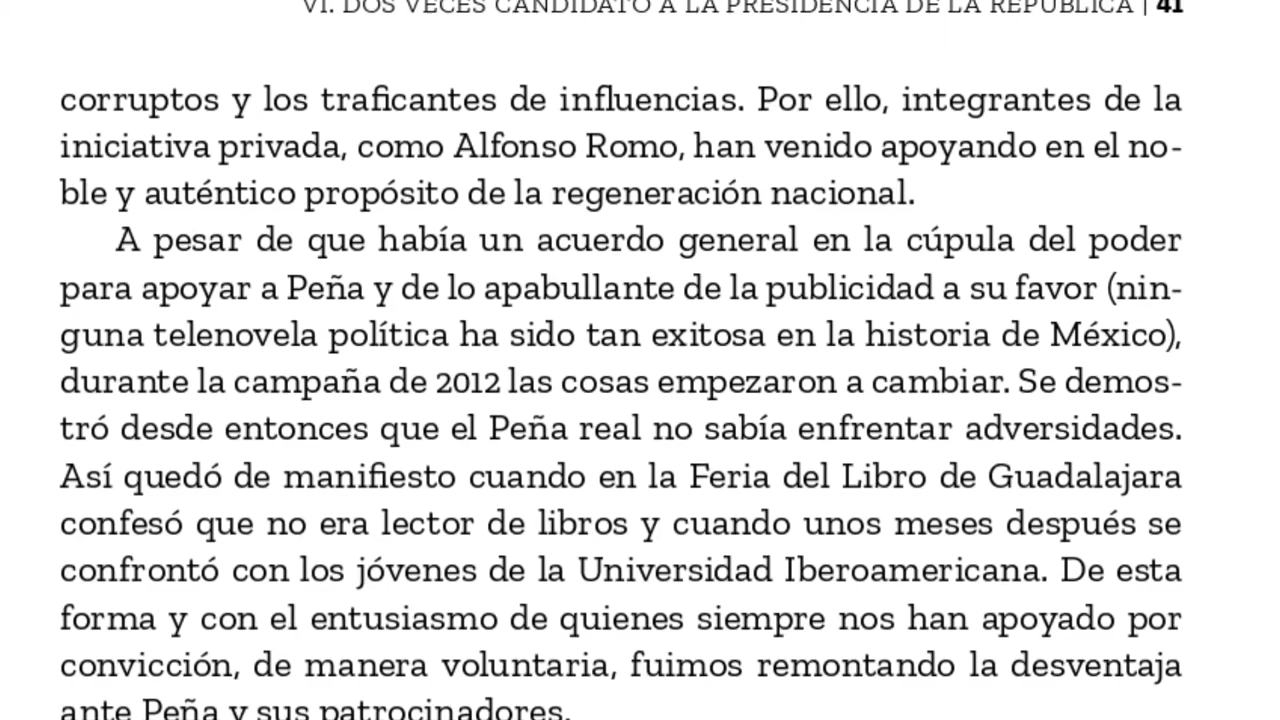 VI. DOS VECES CANDIDATO A LA PRESIDENCIA DE LA REPÚBLICA | 41
corruptos y los traficantes de influencias. Por ello, integrantes de la
iniciativa privada, como Alfonso Romo, han venido apoyando en el no-
ble y auténtico propósito de la regeneración nacional.
A pesar de que había un acuerdo general en la cúpula del poder
para apoyar a Peña y de lo apabullante de la publicidad a su favor (nin-
guna telenovela política ha sido tan exitosa en la historia de México),
durante la campaña de 2012 las cosas empezaron a cambiar. Se demos-
tró desde entonces que el Peña real no sabía enfrentar adversidades.
Así quedó de manifiesto cuando en la Feria del Libro de Guadalajara
confesó que no era lector de libros y cuando unos meses después se
confrontó con los jóvenes de la Universidad Iberoamericana. De esta
forma y con el entusiasmo de quienes siempre nos han apoyado por
convicción, de manera voluntaria, fuimos remontando la desventaja
ante Peña y sus patrocinadores.